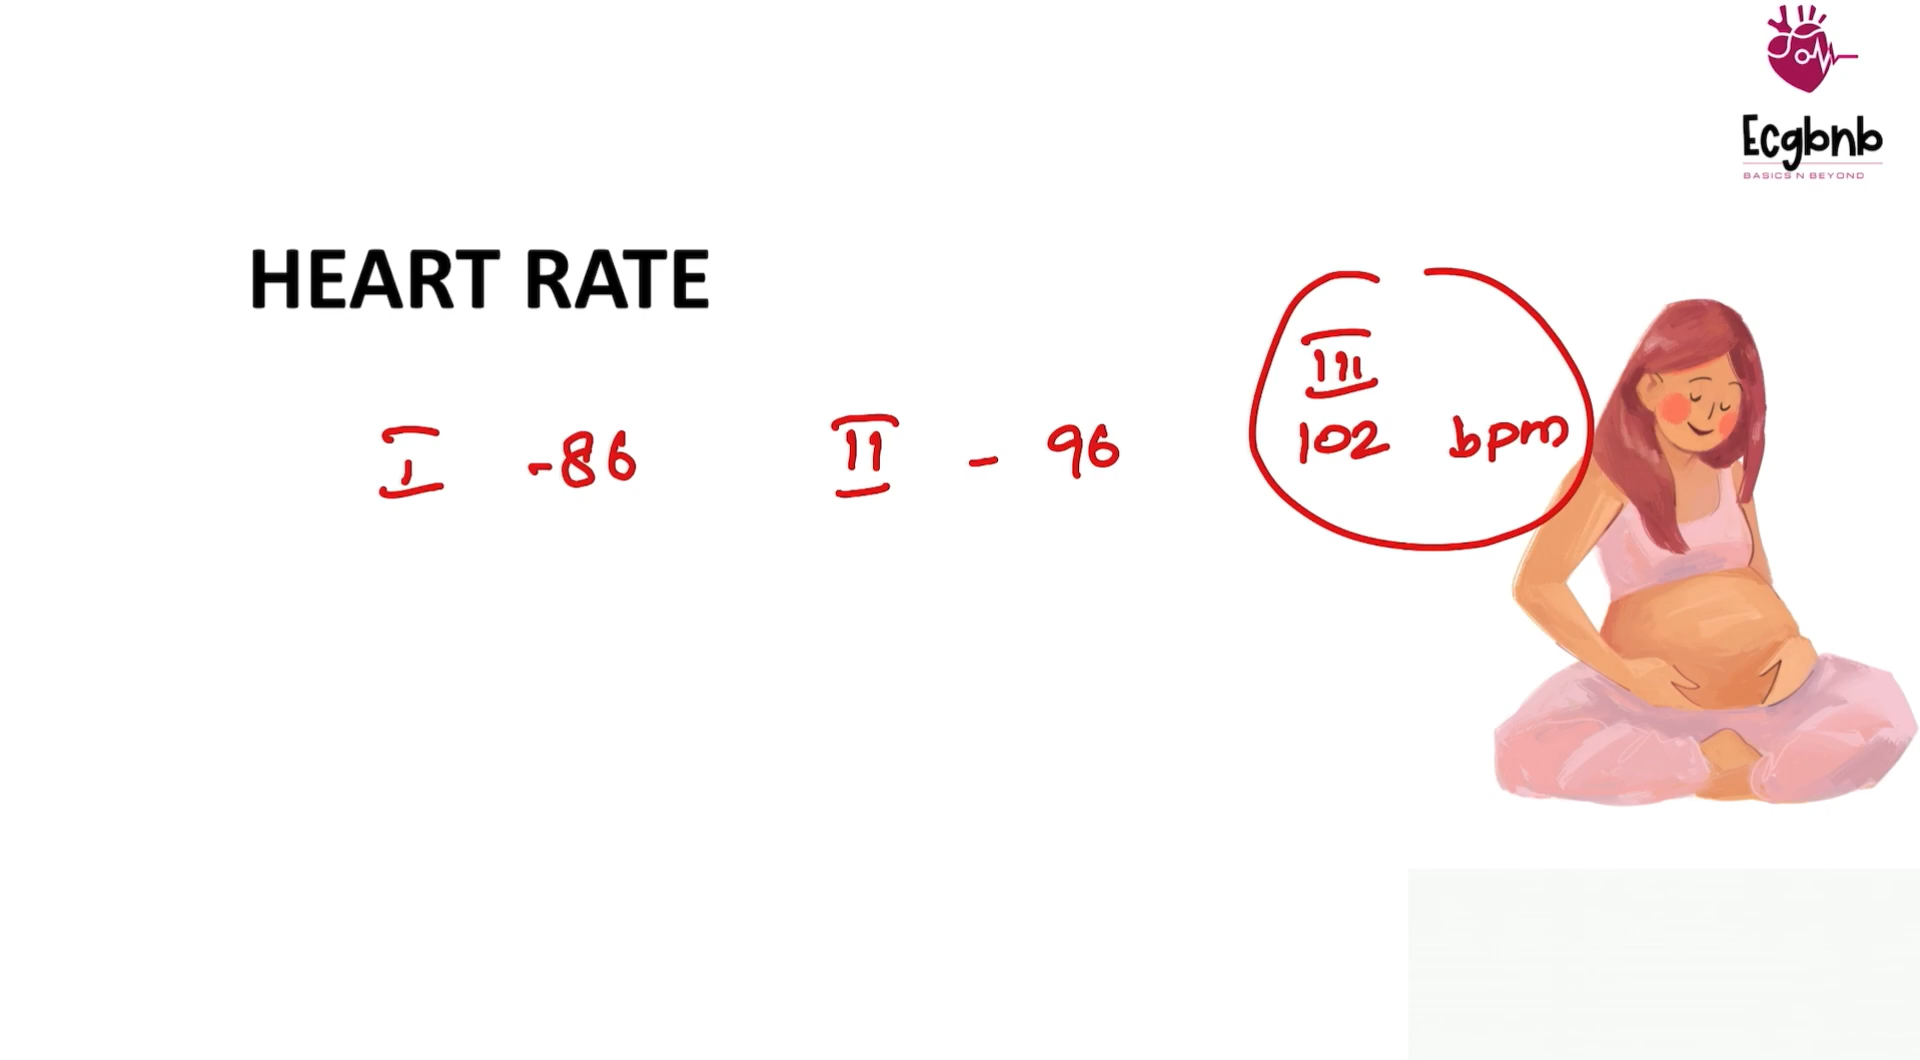 Ecgbnb
BASICS N BEYOND
HEART RATE
I - 86 II - 96
III
102 bpm